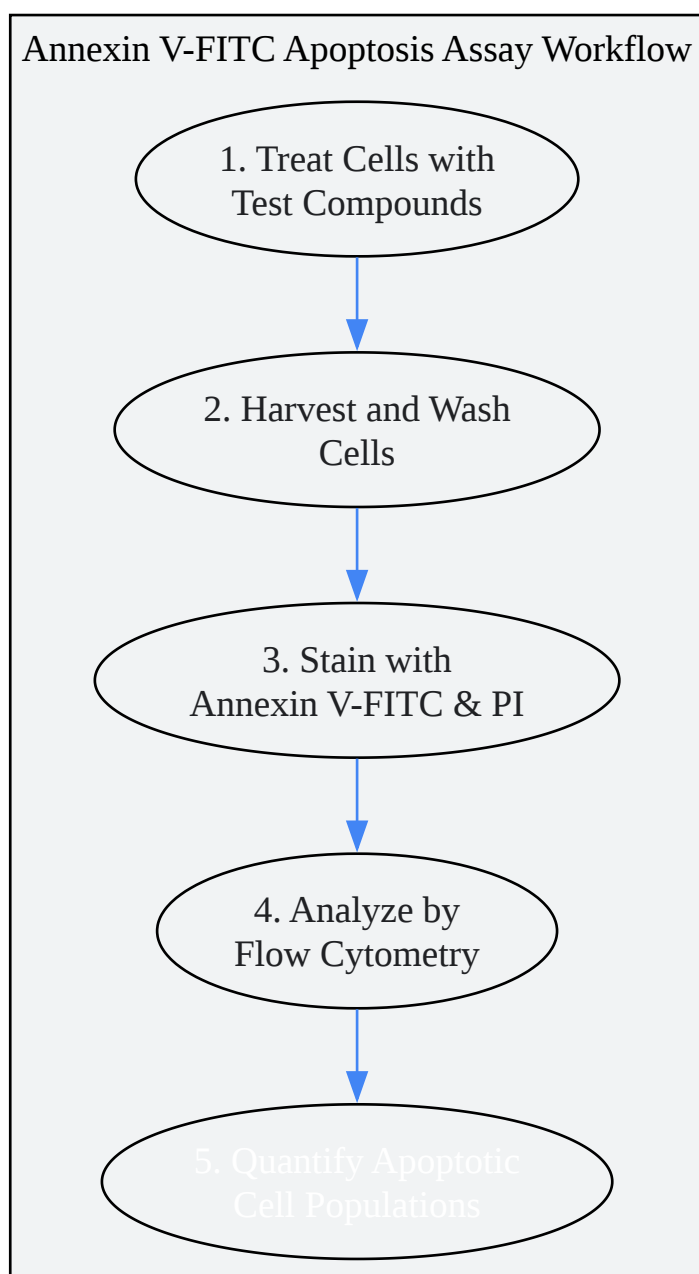 Annexin V-FITC Apoptosis Assay Workflow
1. Treat Cells with
Test Compounds
2. Harvest and Wash
Cells
3. Stain with
Annexin V-FITC & PI
4. Analyze by
Flow Cytometry
5. Quantify Apoptotic
Cell Populations